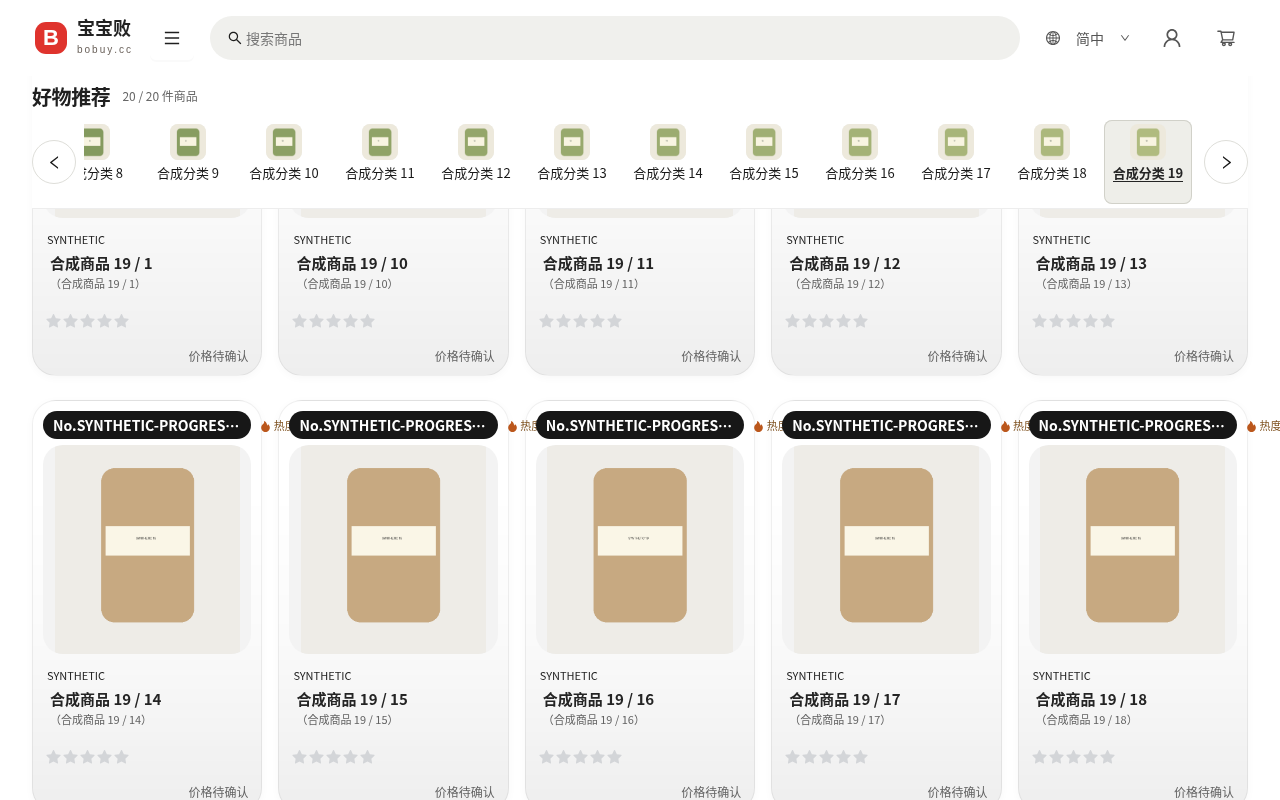 B
宝宝败
bobuy.cc
搜索商品
简中
好物推荐 20 / 20 件商品
分类 8 合成分类 9 合成分类 10 合成分类 11 合成分类 12 合成分类 13 合成分类 14 合成分类 15 合成分类 16 合成分类 17 合成分类 18 合成分类 19
SYNTHETIC SYNTHETIC SYNTHETIC SYNTHETIC SYNTHETIC
合成商品 19 / 1 合成商品 19 / 10 合成商品 19 / 11 合成商品 19 / 12 合成商品 19 / 13
（合成商品 19 / 1） （合成商品 19 / 10） （合成商品 19 / 11） （合成商品 19 / 12） （合成商品 19 / 13）
价格待确认 价格待确认 价格待确认 价格待确认 价格待确认
No.SYNTHETIC-PROGRES… 热 No.SYNTHETIC-PROGRES… 热 No.SYNTHETIC-PROGRES… 热 No.SYNTHETIC-PROGRES… 热 No.SYNTHETIC-PROGRES… 热度
SYNTHETIC SYNTHETIC SYNTHETIC SYNTHETIC SYNTHETIC
合成商品 19 / 14 合成商品 19 / 15 合成商品 19 / 16 合成商品 19 / 17 合成商品 19 / 18
（合成商品 19 / 14） （合成商品 19 / 15） （合成商品 19 / 16） （合成商品 19 / 17） （合成商品 19 / 18）
价格待确认 价格待确认 价格待确认 价格待确认 价格待确认